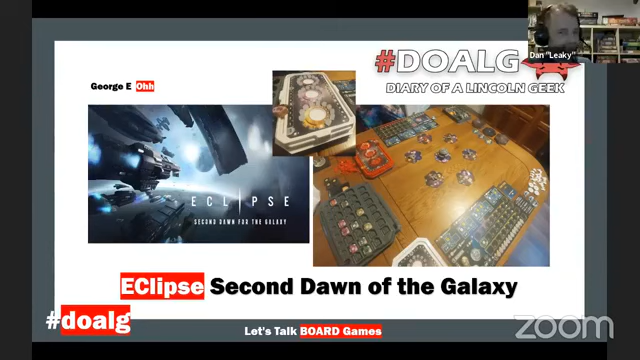 #DOALG
DIARY OF A LINCOLN GEEK
Dan "Leaky"
George E Ohh
ECLIPSE
SECOND DAWN FOR THE GALAXY
EClipse Second Dawn of the Galaxy
#doalg
Let's Talk BOARD Games
zoom